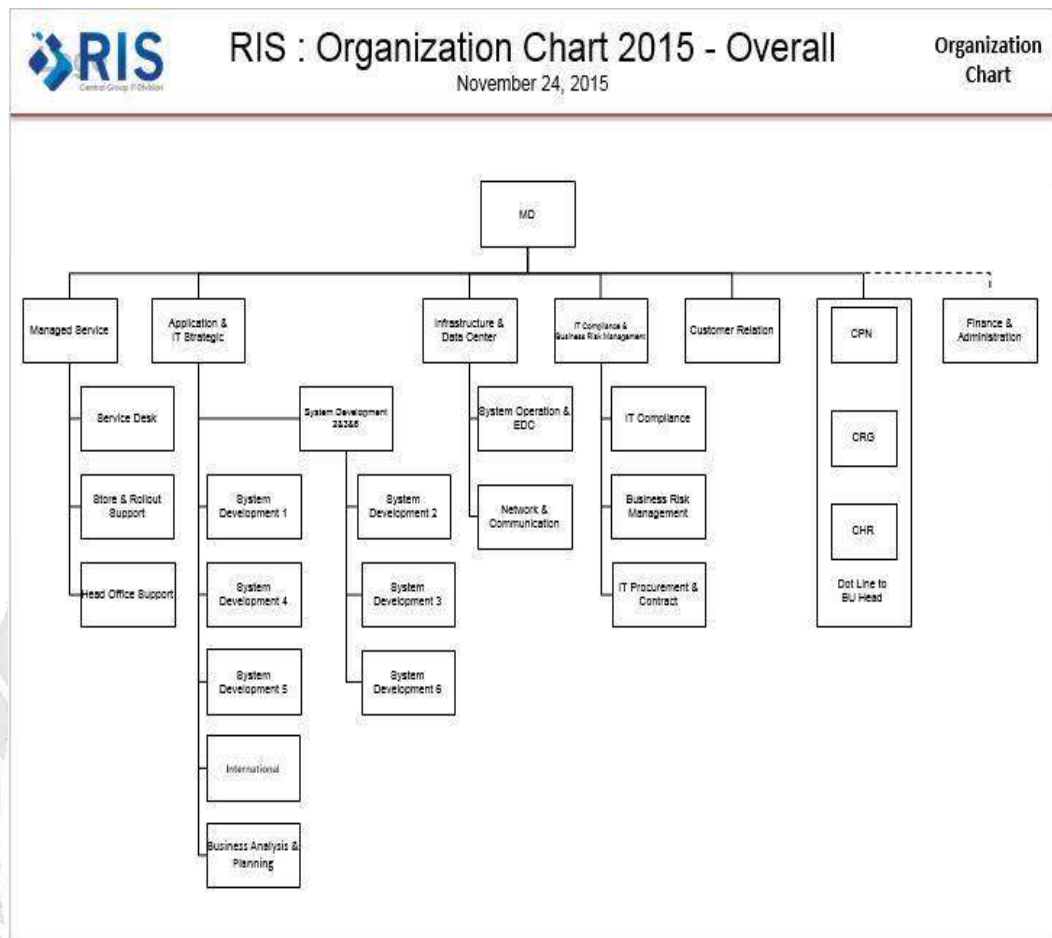 RIS
Central Group IT Division
RIS : Organization Chart 2015 - Overall
November 24, 2015
Organization
Chart
MD
Managed Service
Application &
IT Strategic
Infrastructure &
Data Center
IT Compliance &
Business Risk Management
Customer Relation
CPN
Finance &
Administration
Service Desk
System Development
2&3&6
System Operation &
EDC
IT Compliance
CRG
Store & Rollout
Support
System
Development 1
System
Development 2
Network &
Communication
Business Risk
Management
CHR
Head Office Support
System
Development 4
System
Development 3
IT Procurement &
Contract
Dot Line to
BU Head
System
Development 5
System
Development 6
International
Business Analysis &
Planning